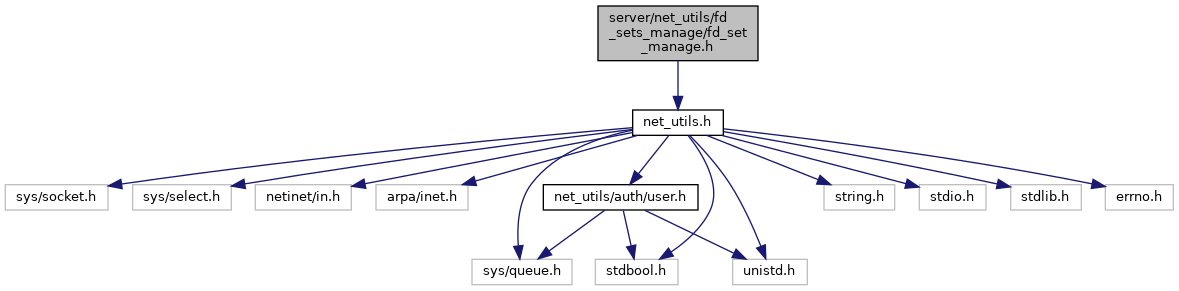 server/net_utils/fd
_sets_manage/fd_set
_manage.h
net_utils.h
sys/socket.h
sys/select.h
netinet/in.h
arpa/inet.h
net_utils/auth/user.h
string.h
stdio.h
stdlib.h
errno.h
sys/queue.h
stdbool.h
unistd.h